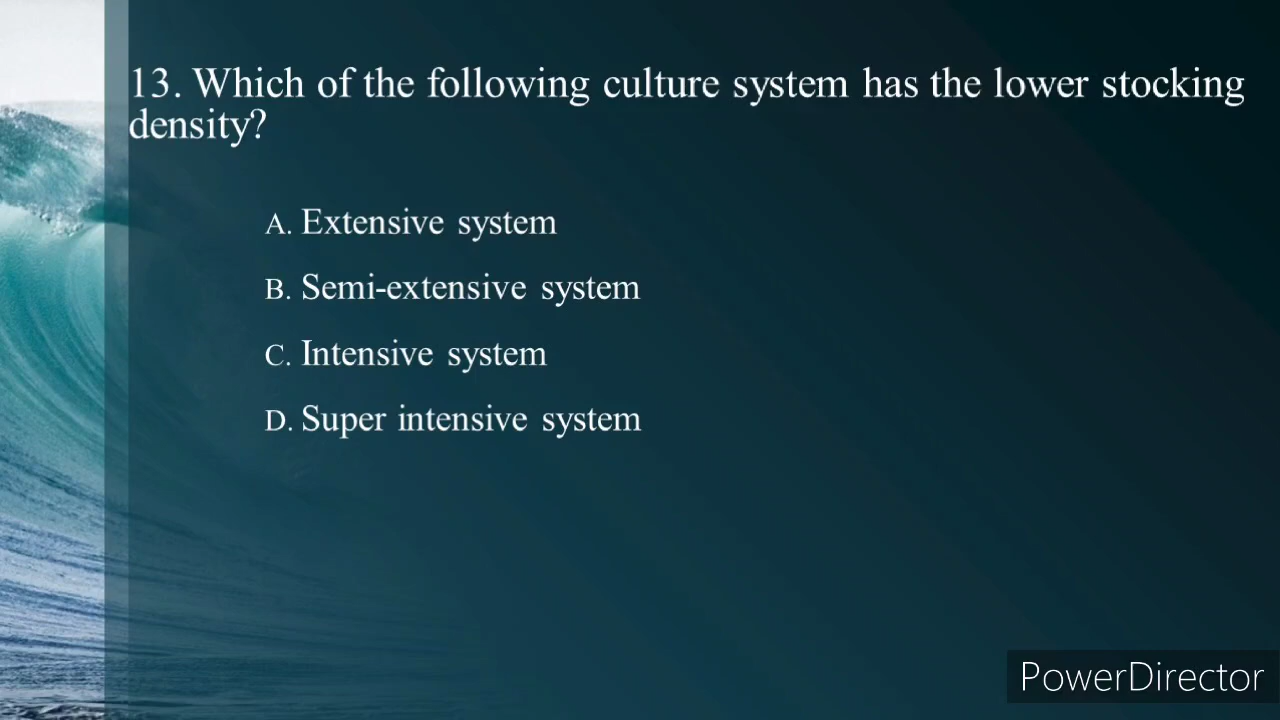 13. Which of the following culture system has the lower stocking
density?
A. Extensive system
B. Semi-extensive system
C. Intensive system
D. Super intensive system
PowerDirector